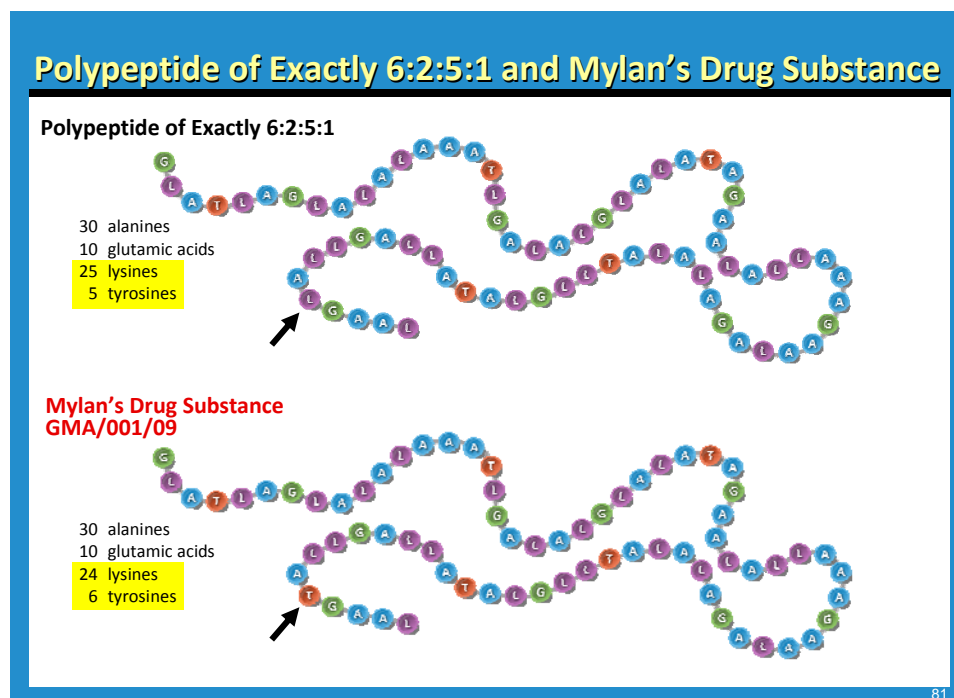 Polypeptide of Exactly 6:2:5:1 and Mylan's Drug Substance
Polypeptide of Exactly 6:2:5:1
G L A T L A G L A L A L A A A T L G A L A L G L A L A T A G A A L A L L A A A G A A L A G A L A L A T L L G L A T A L L A G L L A L G A A L
30 alanines
10 glutamic acids
25 lysines
5 tyrosines
Mylan's Drug Substance
GMA/001/09
G L A T L A G L A L A L A A A T L G A L A L G L A L A T A G A A L A L L A A A G A A L A G A L A L A T L L G L A T A L L A G L L A T G A A L
30 alanines
10 glutamic acids
24 lysines
6 tyrosines
81